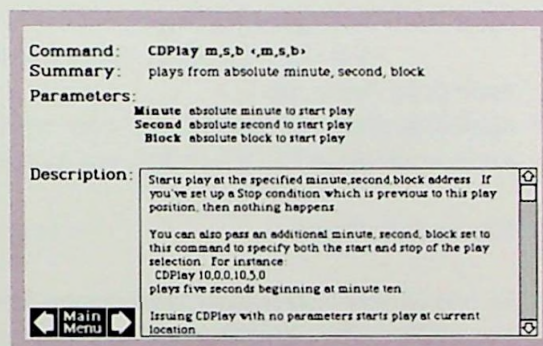 Command: CDPlay m,s,b ‹,m,s,b›
Summary: plays from absolute minute, second, block
Parameters:
Minute absolute minute to start play
Second absolute second to start play
Block absolute block to start play
Description: Starts play at the specified minute,second,block address. If
you've set up a Stop condition which is previous to this play
position, then nothing happens.
You can also pass an additional minute, second, block set to
this command to specify both the start and stop of the play
selection. For instance:
CDPlay 10,0,0,10,5,0
plays five seconds beginning at minute ten.
Issuing CDPlay with no parameters starts play at current
location
Main
Menu